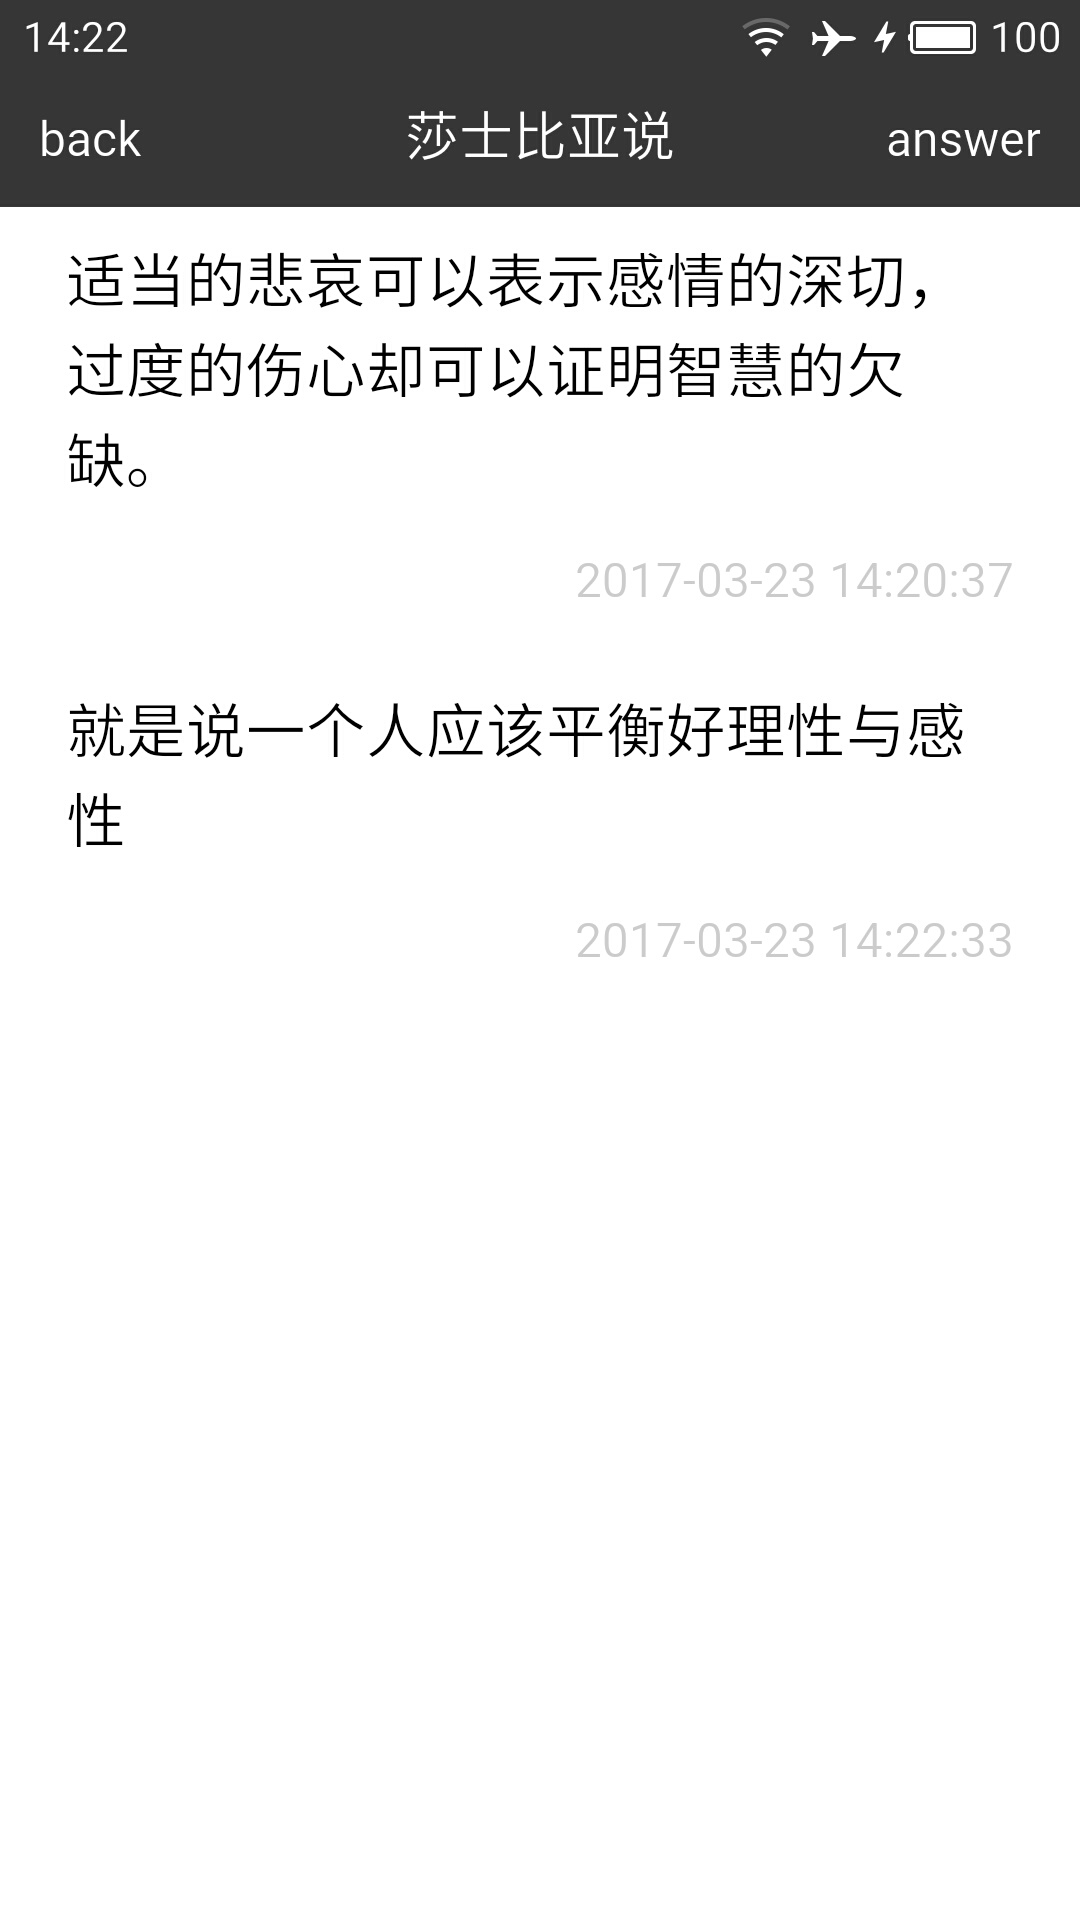 14:22 100
back 莎士比亚说 answer
适当的悲哀可以表示感情的深切，
过度的伤心却可以证明智慧的欠
缺。
2017-03-23 14:20:37
就是说一个人应该平衡好理性与感
性
2017-03-23 14:22:33